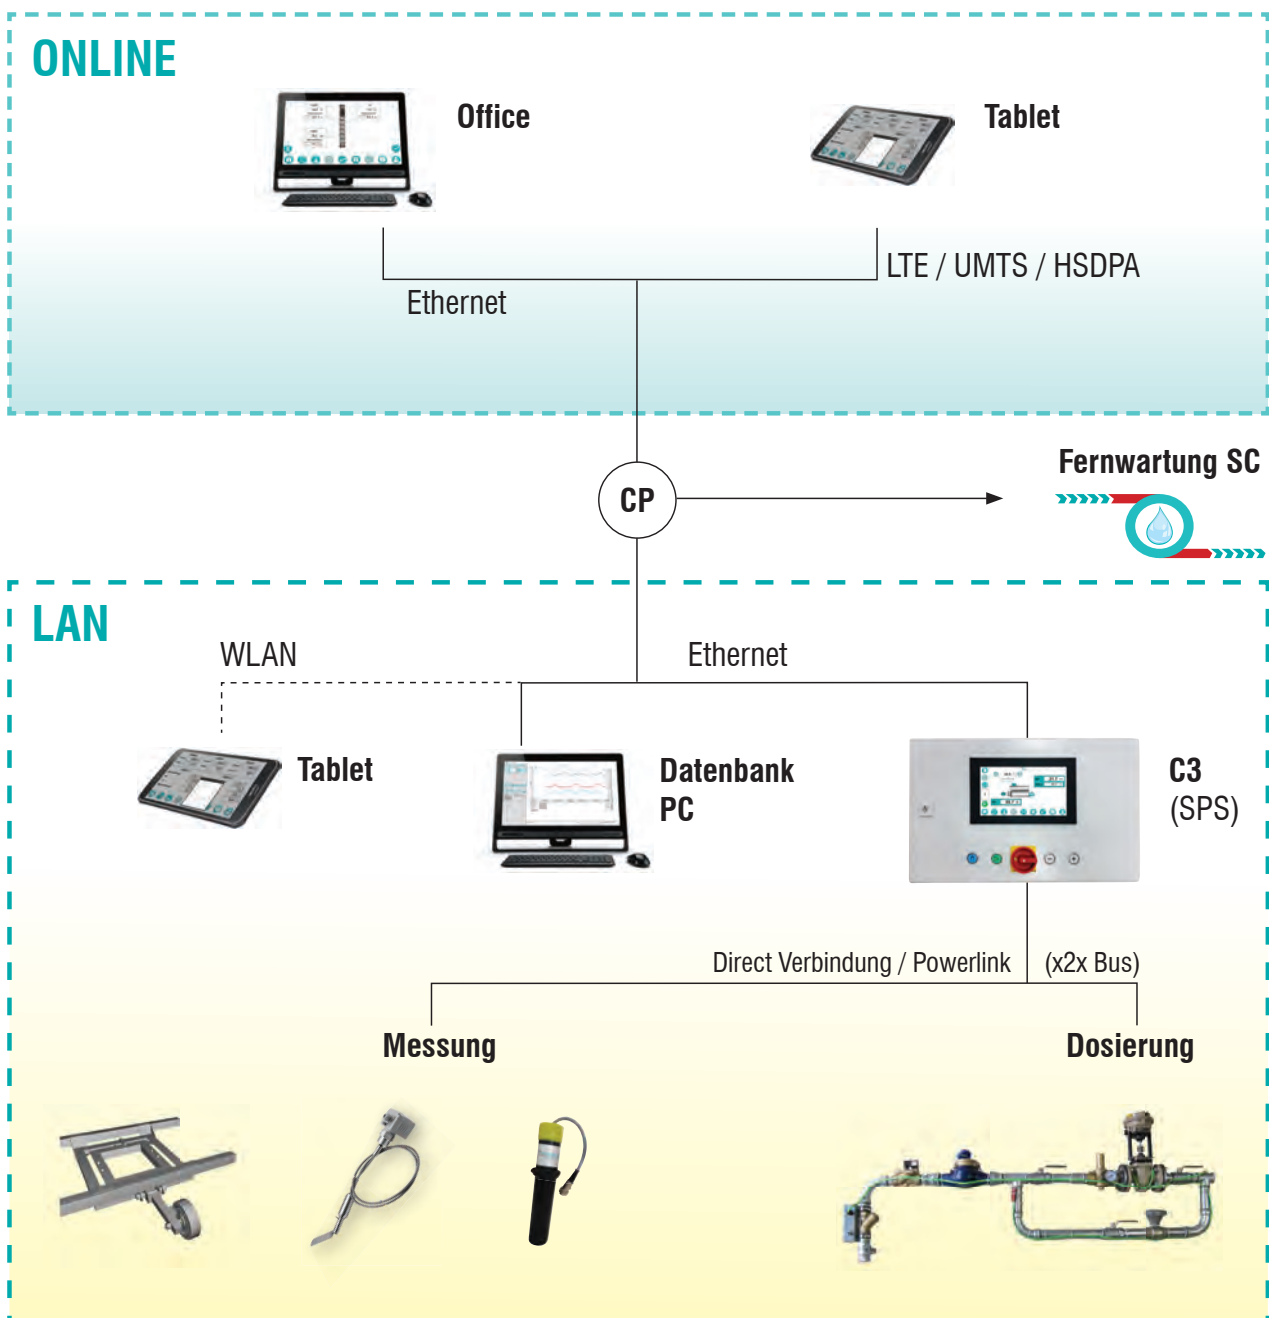 ONLINE
Office
Tablet
LTE / UMTS / HSDPA
Ethernet
CP
Fernwartung SC
LAN
WLAN
Ethernet
Tablet
Datenbank
PC
C3
(SPS)
Direct Verbindung / Powerlink
(x2x Bus)
Messung
Dosierung